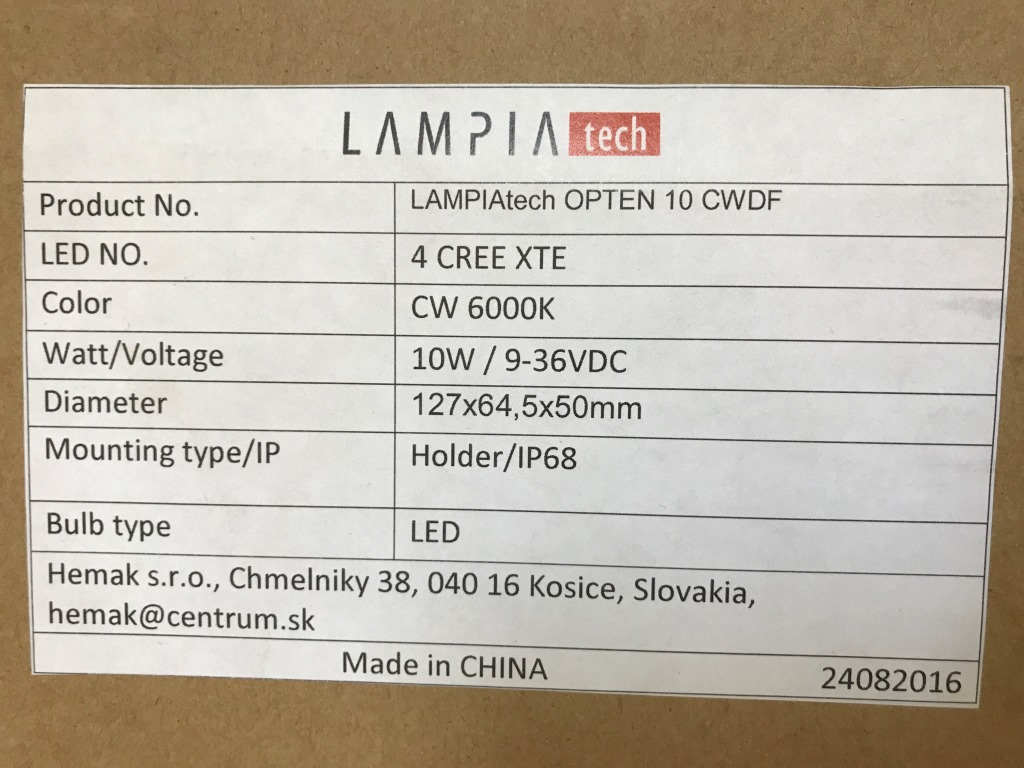 LAMPIA tech
Product No. LAMPIAtech OPTEN 10 CWDF
LED NO. 4 CREE XTE
Color CW 6000K
Watt/Voltage 10W / 9-36VDC
Diameter 127x64,5x50mm
Mounting type/IP Holder/IP68
Bulb type LED
Hemak s.r.o., Chmelniky 38, 040 16 Kosice, Slovakia,
hemak@centrum.sk
Made in CHINA 24082016